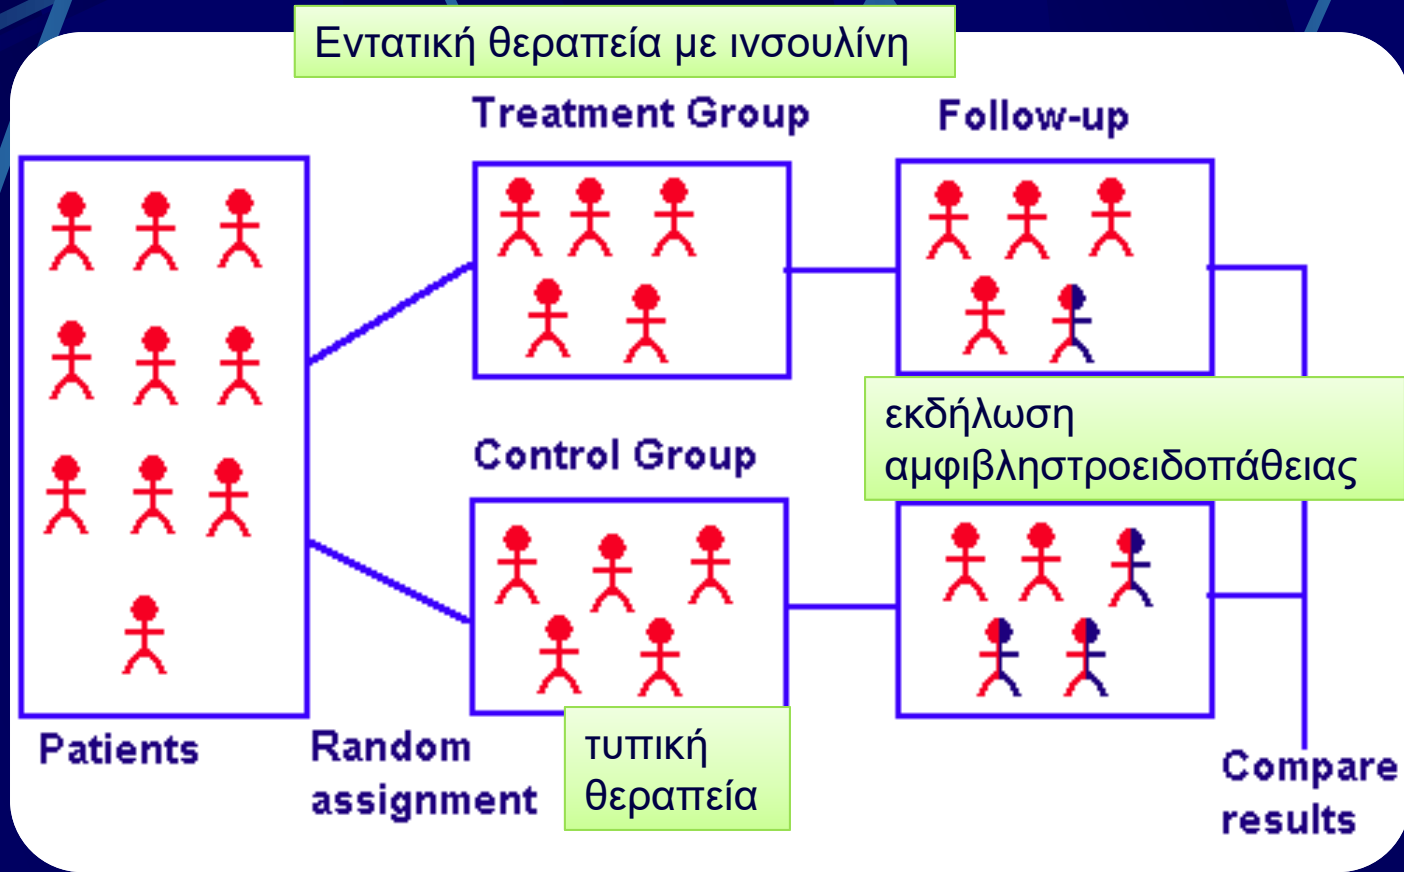 Εντατική θεραπεία με ινσουλίνη
Treatment Group
Follow-up
εκδήλωση
αμφιβληστροειδοπάθειας
Control Group
τυπική
θεραπεία
Patients
Random
assignment
Compare
results